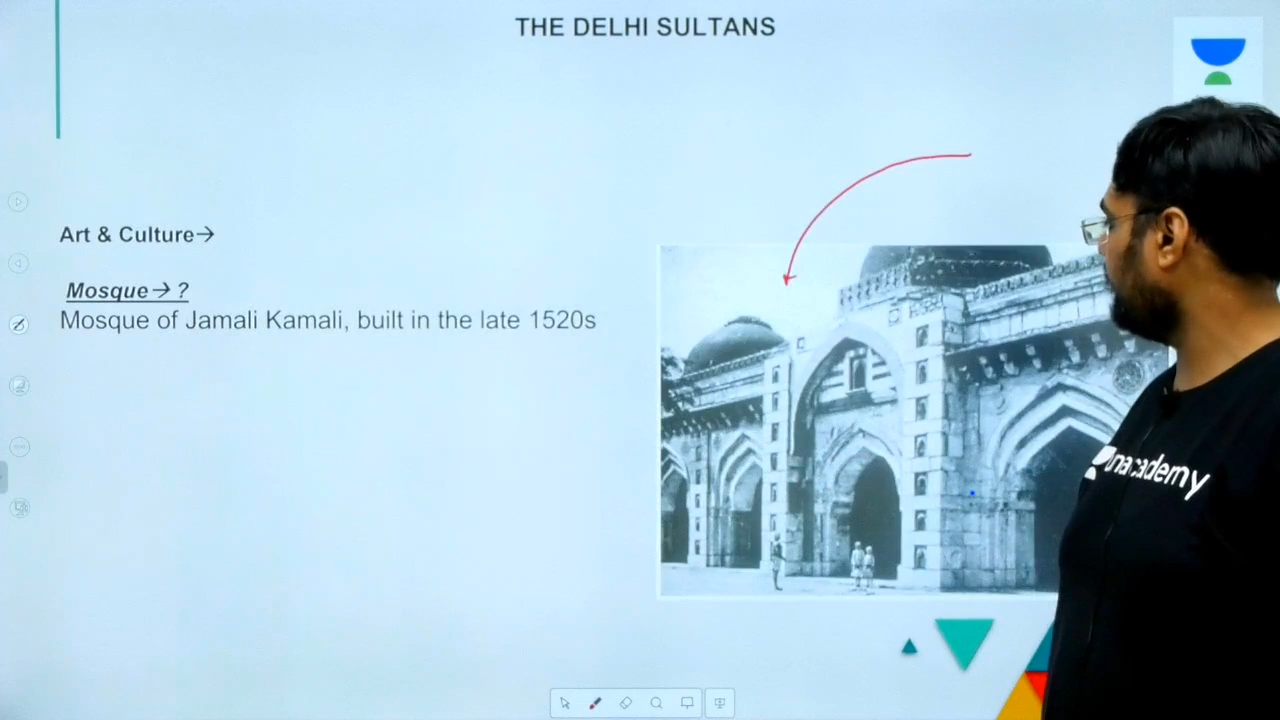 THE DELHI SULTANS
Art & Culture→
Mosque→ ?
Mosque of Jamali Kamali, built in the late 1520s
unacademy